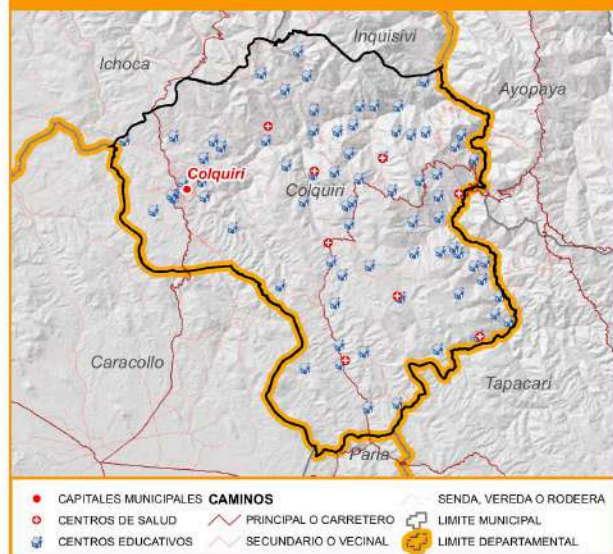 Inquisivi
Ichoca
Ayopaya
Colquiri
Colquiri
Caracollo
Tapacari
Paria
CAPITALES MUNICIPALES
CENTROS DE SALUD
CENTROS EDUCATIVOS
CAMINOS
PRINCIPAL O CARRETERO
SECUNDARIO O VECINAL
SENDA, VEREDA O RODEERA
LIMITE MUNICIPAL
LIMITE DEPARTAMENTAL